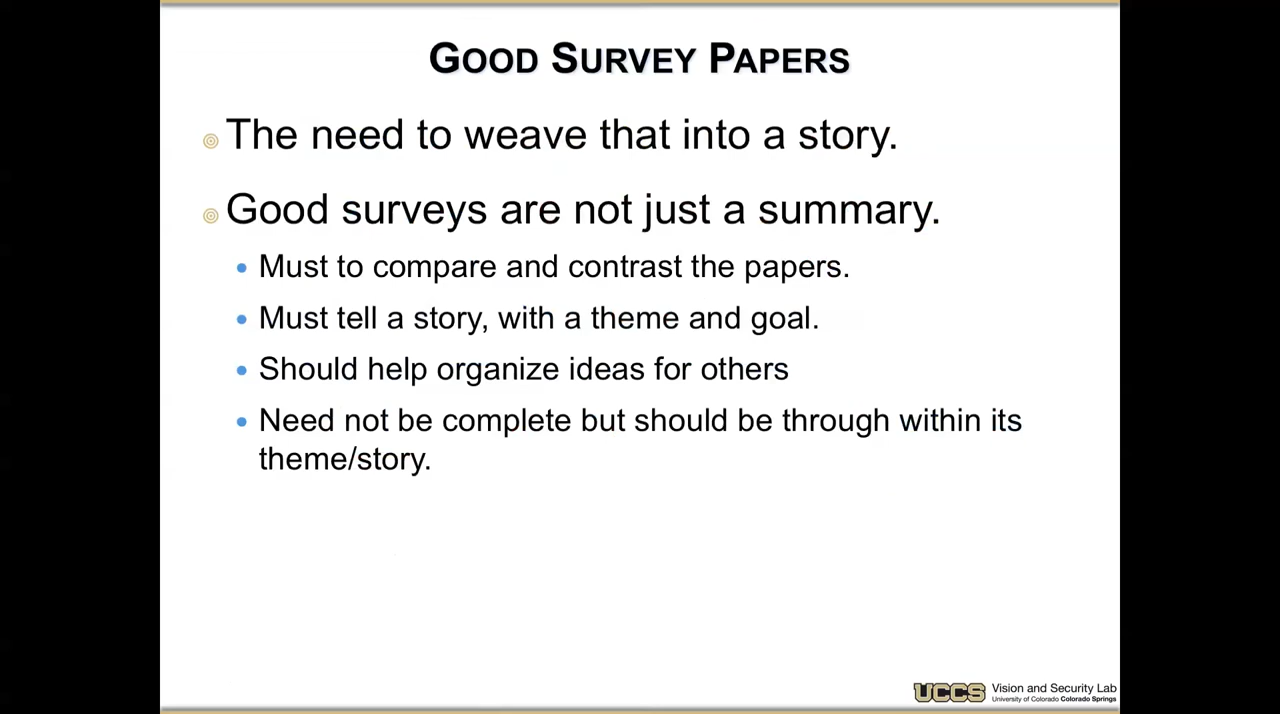 GOOD SURVEY PAPERS
The need to weave that into a story.
Good surveys are not just a summary.
Must to compare and contrast the papers.
Must tell a story, with a theme and goal.
Should help organize ideas for others
Need not be complete but should be through within its
theme/story.
UCCS Vision and Security Lab
University of Colorado Colorado Springs